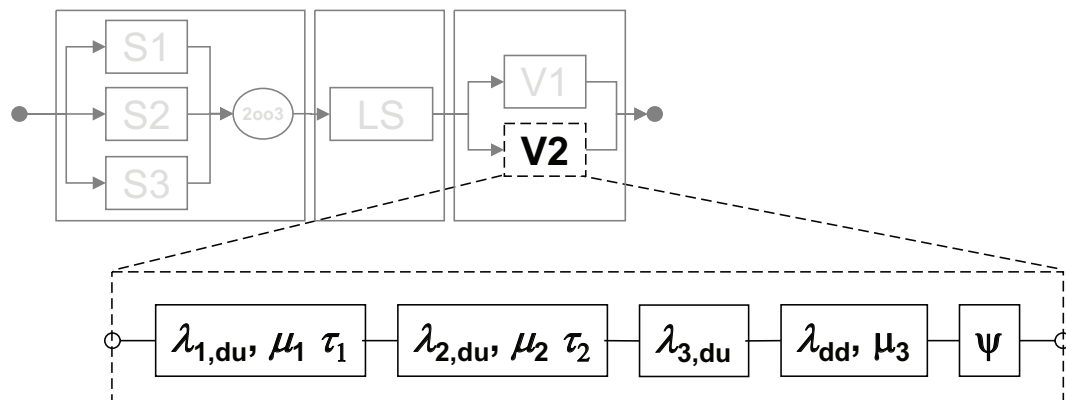 S1
S2
S3
2oo3
LS
V1
V2
λ1,du, μ1 τ1
λ2,du, μ2 τ2
λ3,du
λdd, μ3
ψ